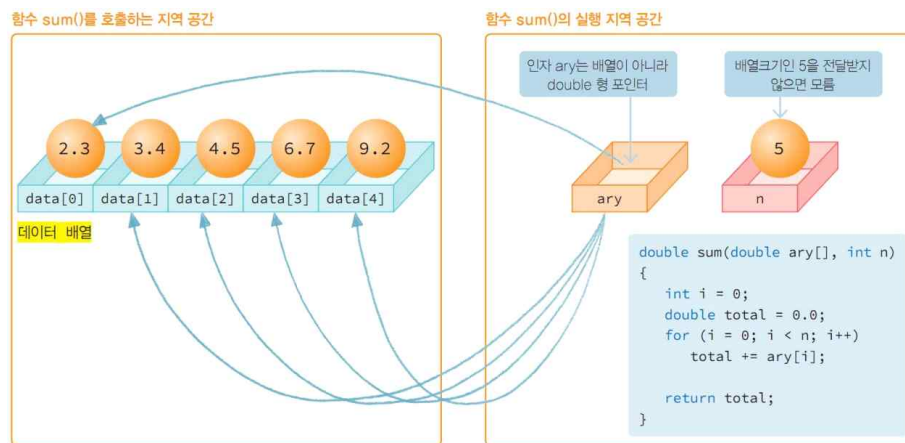 함수 sum()를 호출하는 지역 공간
2.3 3.4 4.5 6.7 9.2
data[0] data[1] data[2] data[3] data[4]
데이터 배열
함수 sum()의 실행 지역 공간
인자 ary는 배열이 아니라
double 형 포인터
배열크기인 5을 전달받지
않으면 모름
5
ary
n
double sum(double ary[], int n)
{
int i = 0;
double total = 0.0;
for (i = 0; i < n; i++)
total += ary[i];
return total;
}